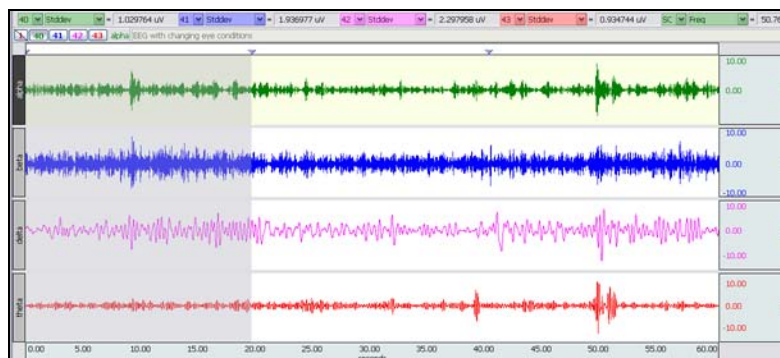 40 Stddev = 1.029764 uV 41 Stddev = 1.936977 uV 42 Stddev = 2.297958 uV 43 Stddev = 0.934744 uV SC Freq = 50.76
1 40 41 42 43 alpha EEG with changing eye conditions
alpha
10.00
0.00
beta
10.00
0.00
-10.00
delta
10.00
0.00
-10.00
theta
10.00
0.00
-10.00
0.00 5.00 10.00 15.00 20.00 25.00 30.00 35.00 40.00 45.00 50.00 55.00 60.00
seconds